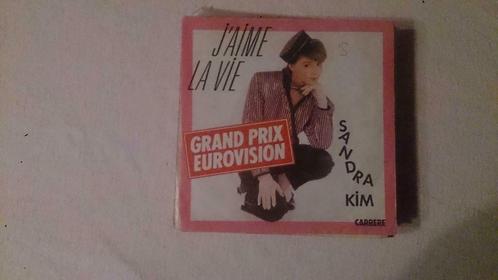 J'AiME
LA ViE
GRAND PRIX
EUROVISION
SANDRA
KiM
CARRERE